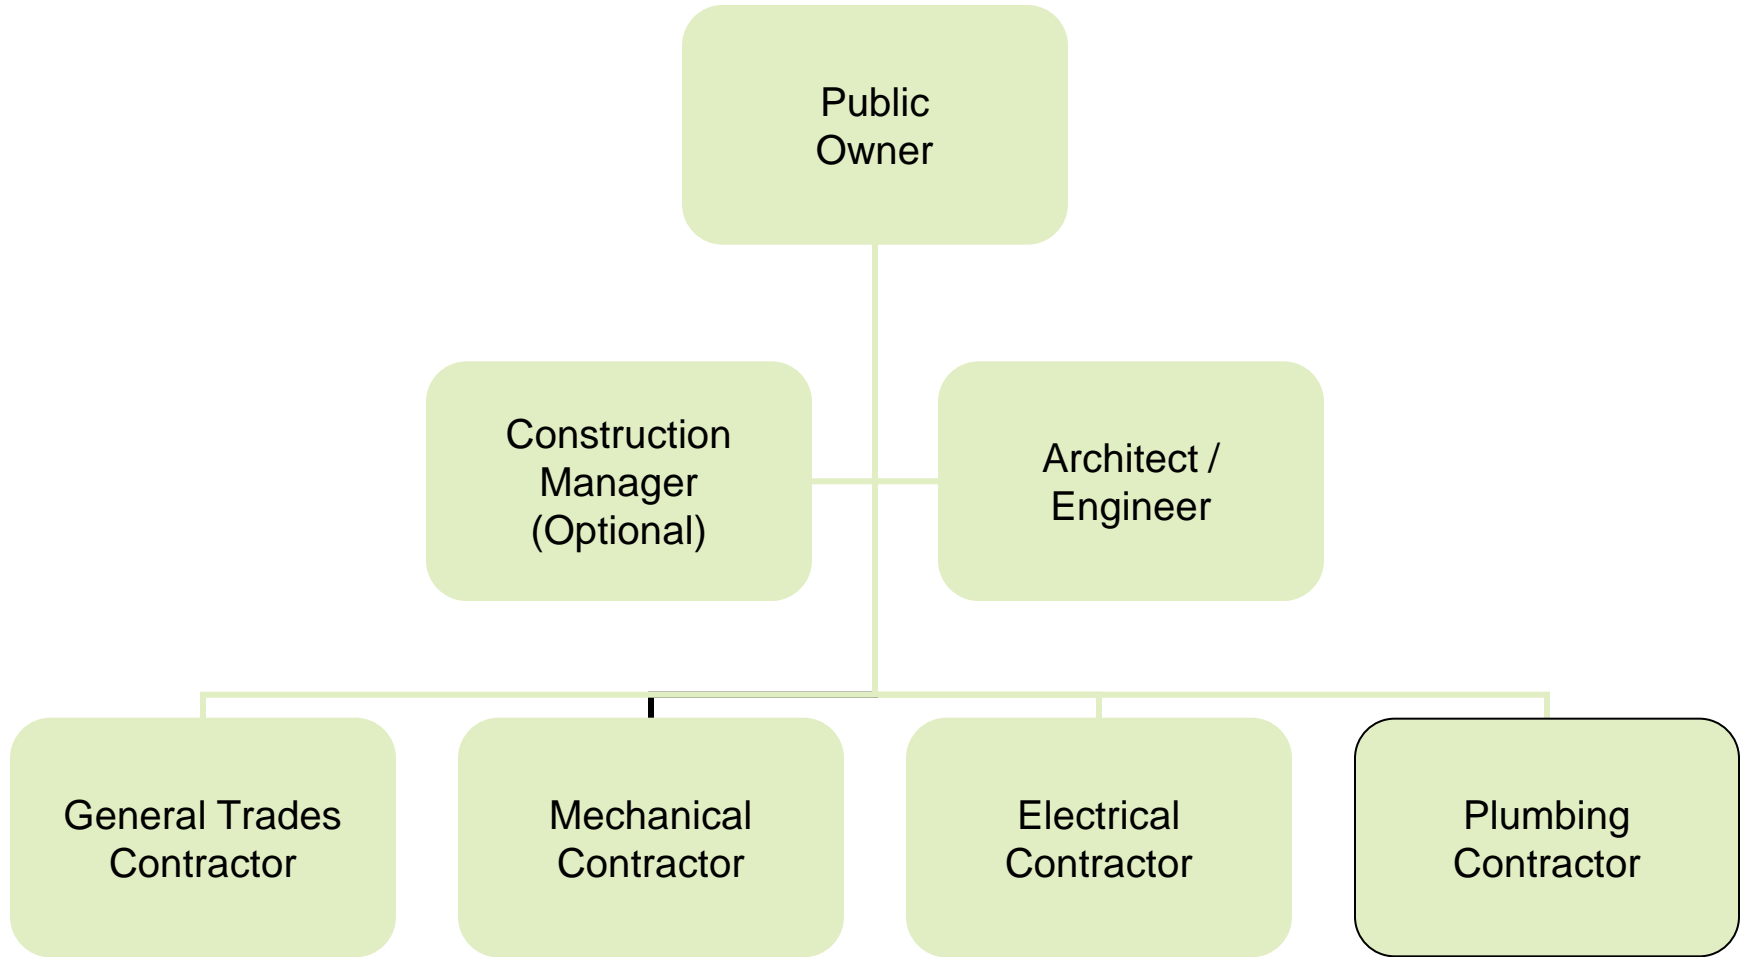 Public
Owner
Construction
Manager
(Optional)
Architect /
Engineer
General Trades
Contractor
Mechanical
Contractor
Electrical
Contractor
Plumbing
Contractor